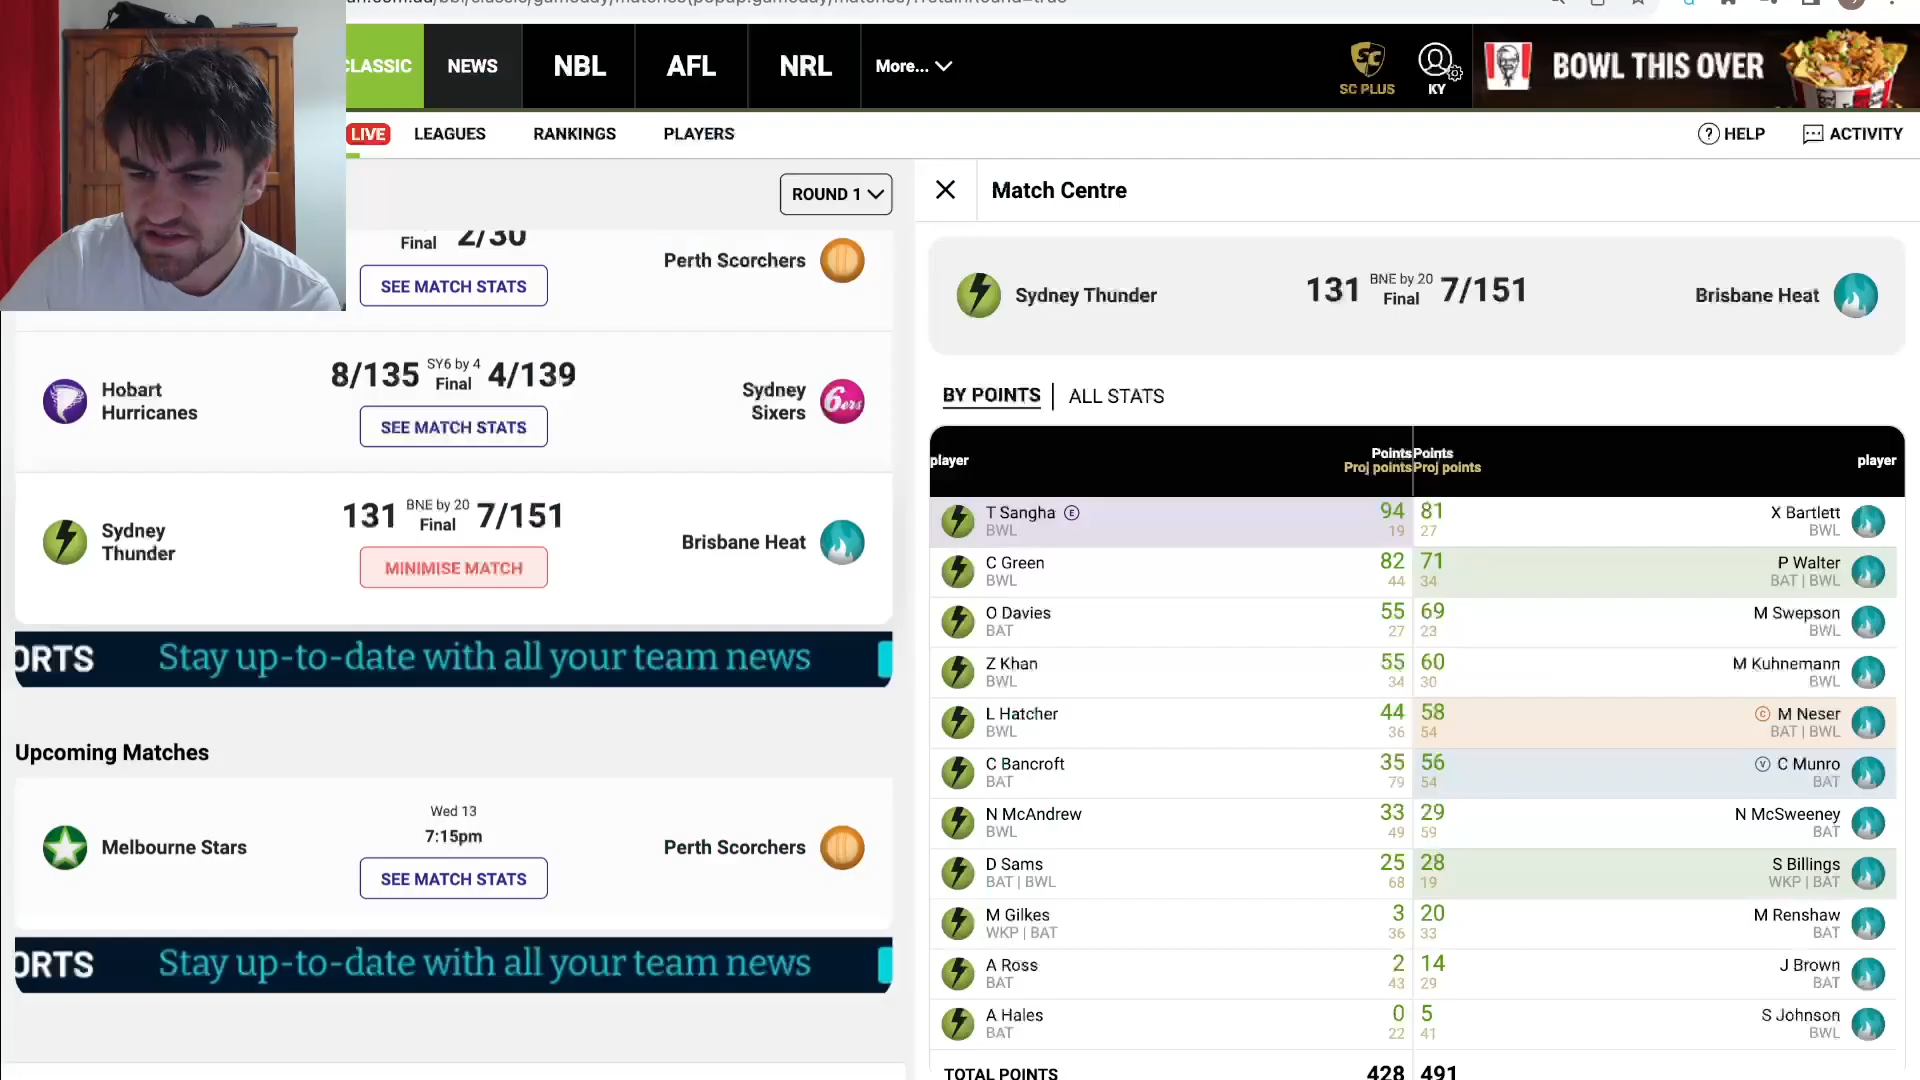 CLASSIC
NEWS
NBL
AFL
NRL
More...
SC
SC PLUS
KY
KFC
BOWL THIS OVER
LIVE
LEAGUES
RANKINGS
PLAYERS
? HELP
ACTIVITY
ROUND 1
Final 2/30
Perth Scorchers
SEE MATCH STATS
Hobart Hurricanes
8/135 SY6 by 4 Final 4/139
Sydney Sixers
6ers
SEE MATCH STATS
Sydney Thunder
131 BNE by 20 Final 7/151
Brisbane Heat
MINIMISE MATCH
ORTS Stay up-to-date with all your team news
Upcoming Matches
Wed 13
7:15pm
Melbourne Stars
Perth Scorchers
SEE MATCH STATS
ORTS Stay up-to-date with all your team news
Match Centre
Sydney Thunder
131 BNE by 20 Final 7/151
Brisbane Heat
BY POINTS | ALL STATS
player Points Points player
Proj points Proj points
T Sangha E 94 81 X Bartlett
BWL 19 27 BWL
C Green 82 71 P Walter
BWL 44 34 BAT | BWL
O Davies 55 69 M Swepson
BAT 27 23 BWL
Z Khan 55 60 M Kuhnemann
BWL 34 30 BWL
L Hatcher 44 58 C M Neser
BWL 36 54 BAT | BWL
C Bancroft 35 56 V C Munro
BAT 79 54 BAT
N McAndrew 33 29 N McSweeney
BWL 49 59 BAT
D Sams 25 28 S Billings
BAT | BWL 68 19 WKP | BAT
M Gilkes 3 20 M Renshaw
WKP | BAT 36 33 BAT
A Ross 2 14 J Brown
BAT 43 29 BAT
A Hales 0 5 S Johnson
BAT 22 41 BWL
TOTAL POINTS 428 491